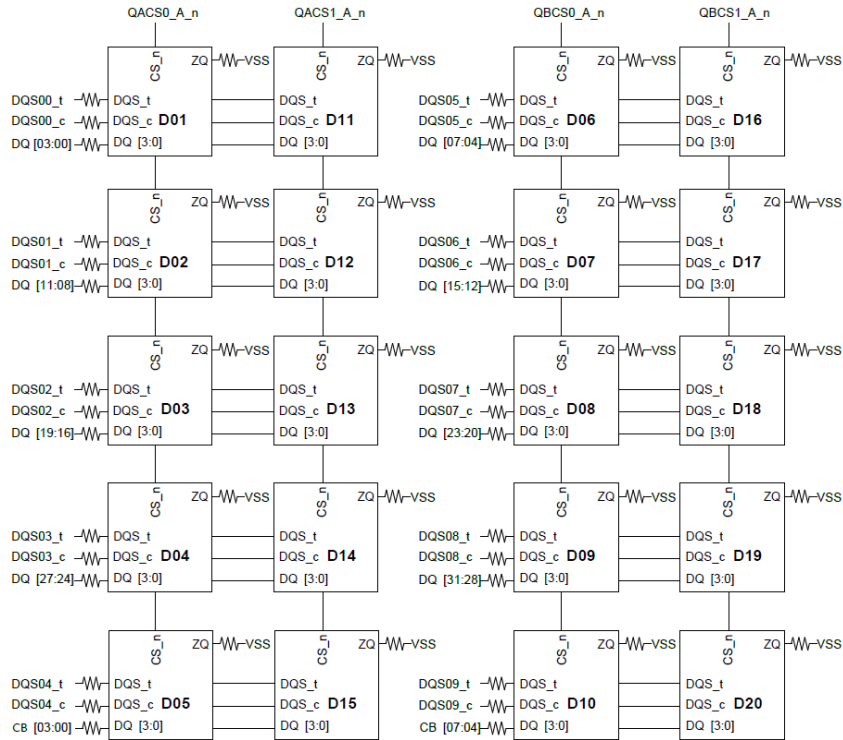 QACS0_A_n QACS1_A_n QBCS0_A_n QBCS1_A_n
CS_n ZQ VSS CS_n ZQ VSS CS_n ZQ VSS CS_n ZQ VSS
DQS00_t DQS_t DQS_t DQS05_t DQS_t DQS_t
DQS00_c DQS_c D01 DQS_c D11 DQS05_c DQS_c D06 DQS_c D16
DQ [03:00] DQ [3:0] DQ [3:0] DQ [07:04] DQ [3:0] DQ [3:0]
CS_n ZQ VSS CS_n ZQ VSS CS_n ZQ VSS CS_n ZQ VSS
DQS01_t DQS_t DQS_t DQS06_t DQS_t DQS_t
DQS01_c DQS_c D02 DQS_c D12 DQS06_c DQS_c D07 DQS_c D17
DQ [11:08] DQ [3:0] DQ [3:0] DQ [15:12] DQ [3:0] DQ [3:0]
CS_n ZQ VSS CS_n ZQ VSS CS_n ZQ VSS CS_n ZQ VSS
DQS02_t DQS_t DQS_t DQS07_t DQS_t DQS_t
DQS02_c DQS_c D03 DQS_c D13 DQS07_c DQS_c D08 DQS_c D18
DQ [19:16] DQ [3:0] DQ [3:0] DQ [23:20] DQ [3:0] DQ [3:0]
CS_n ZQ VSS CS_n ZQ VSS CS_n ZQ VSS CS_n ZQ VSS
DQS03_t DQS_t DQS_t DQS08_t DQS_t DQS_t
DQS03_c DQS_c D04 DQS_c D14 DQS08_c DQS_c D09 DQS_c D19
DQ [27:24] DQ [3:0] DQ [3:0] DQ [31:28] DQ [3:0] DQ [3:0]
CS_n ZQ VSS CS_n ZQ VSS CS_n ZQ VSS CS_n ZQ VSS
DQS04_t DQS_t DQS_t DQS09_t DQS_t DQS_t
DQS04_c DQS_c D05 DQS_c D15 DQS09_c DQS_c D10 DQS_c D20
CB [03:00] DQ [3:0] DQ [3:0] CB [07:04] DQ [3:0] DQ [3:0]